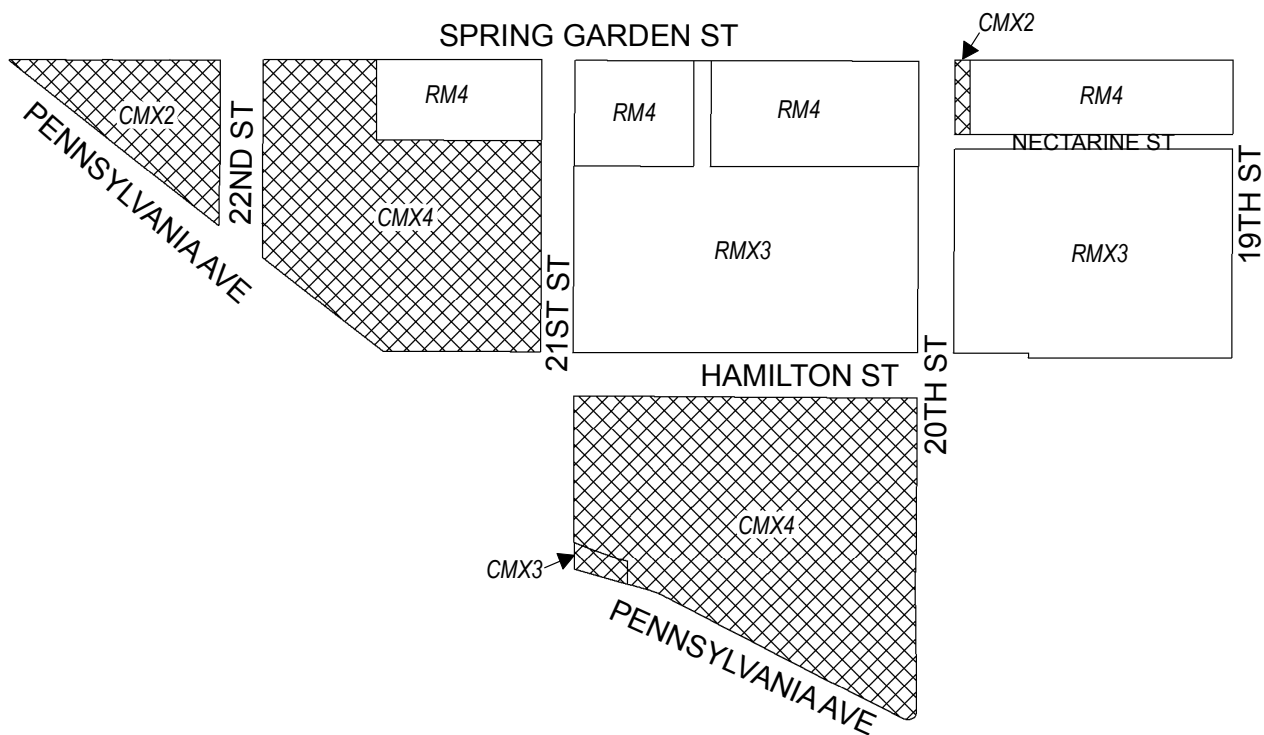 SPRING GARDEN ST
CMX2
CMX2
22ND ST
PENNSYLVANIA AVE
RM4
CMX4
21ST ST
RM4
RM4
RMX3
RM4
NECTARINE ST
19TH ST
RMX3
HAMILTON ST
20TH ST
CMX4
CMX3
PENNSYLVANIA AVE